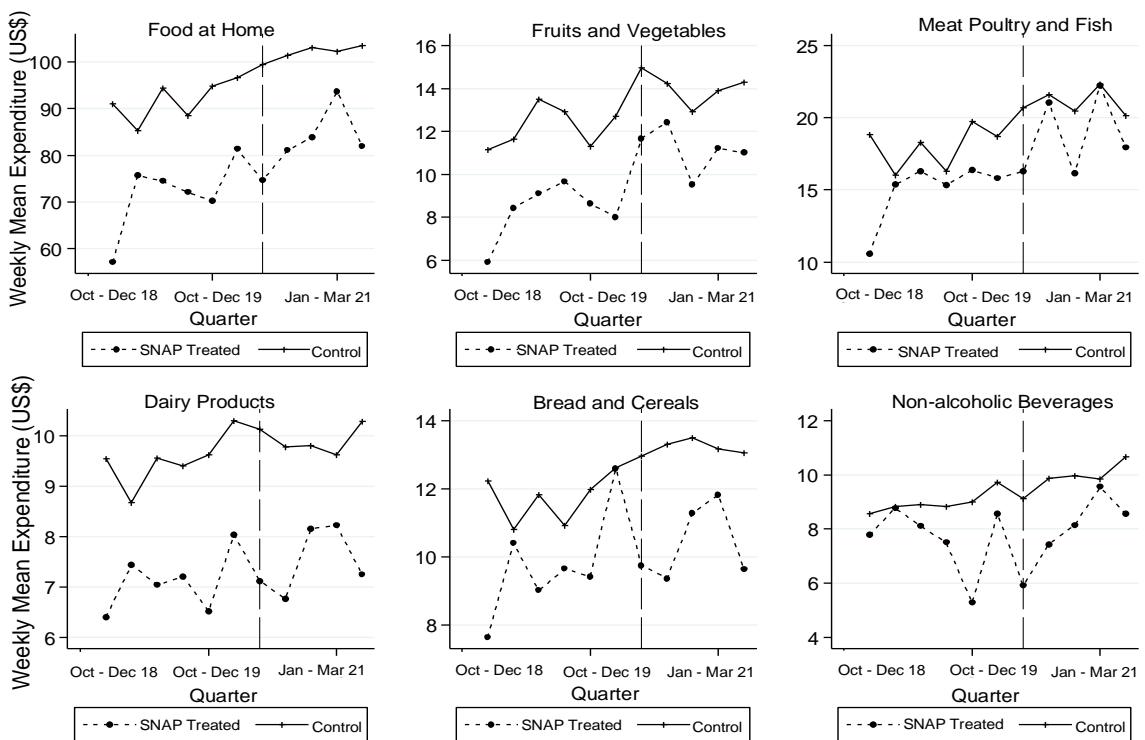 Food at Home
Fruits and Vegetables
Meat Poultry and Fish
Weekly Mean Expenditure (US$)
100
90
80
70
60
Oct - Dec 18
Oct - Dec 19
Jan - Mar 21
Quarter
SNAP Treated
Control
16
14
12
10
8
6
Oct - Dec 18
Oct - Dec 19
Jan - Mar 21
Quarter
SNAP Treated
Control
25
20
15
10
Oct - Dec 18
Oct - Dec 19
Jan - Mar 21
Quarter
SNAP Treated
Control
Dairy Products
Bread and Cereals
Non-alcoholic Beverages
Weekly Mean Expenditure (US$)
10
9
8
7
6
Oct - Dec 18
Oct - Dec 19
Jan - Mar 21
Quarter
SNAP Treated
Control
14
12
10
8
Oct - Dec 18
Oct - Dec 19
Jan - Mar 21
Quarter
SNAP Treated
Control
12
10
8
6
4
Oct - Dec 18
Oct - Dec 19
Jan - Mar 21
Quarter
SNAP Treated
Control